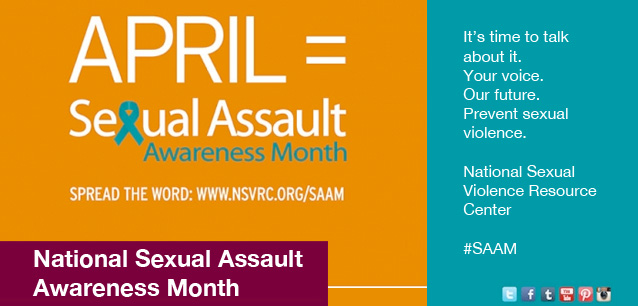 APRIL =
Sexual Assault
Awareness Month
SPREAD THE WORD: WWW.NSVRC.ORG/SAAM
National Sexual Assault
Awareness Month
It's time to talk
about it.
Your voice.
Our future.
Prevent sexual
violence.
National Sexual
Violence Resource
Center
#SAAM